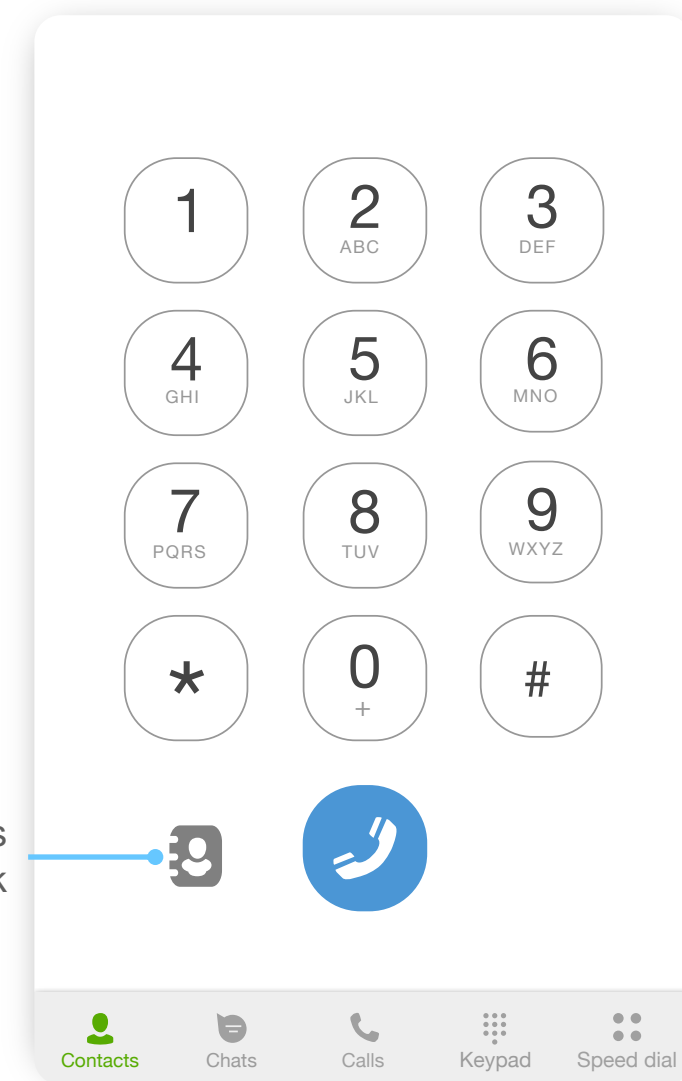 1 2 3
ABC DEF
4 5 6
GHI JKL MNO
7 8 9
PQRS TUV WXYZ
* 0 #
+
Contacts Chats Calls Keypad Speed dial